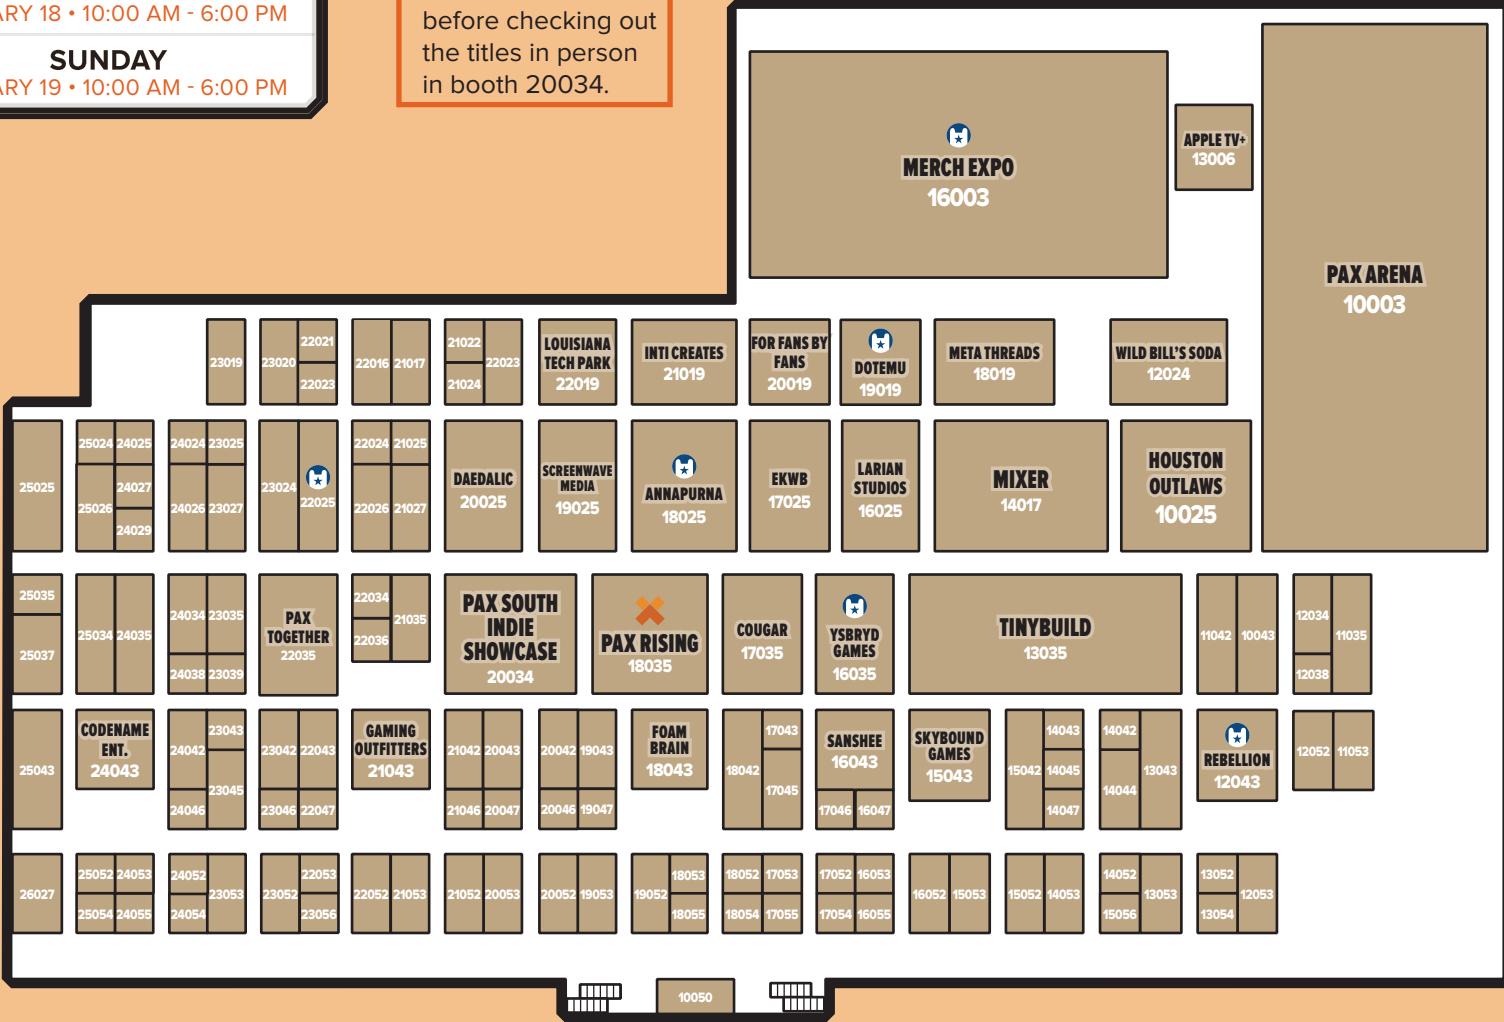 ARY 18 • 10:00 AM - 6:00 PM
SUNDAY
ARY 19 • 10:00 AM - 6:00 PM
before checking out
the titles in person
in booth 20034.
MERCH EXPO
16003
APPLE TV+
13006
PAX ARENA
10003
23019
23020
22021
22023
22016
21017
21022
21024
22023
LOUISIANA
TECH PARK
22019
INTI CREATES
21019
FOR FANS BY
FANS
20019
DOTEMU
19019
META THREADS
18019
WILD BILL'S SODA
12024
25025
25024
24025
25026
24027
24029
24024
23025
24026
23027
23024
22025
22024
21025
22026
21027
DAEDALIC
20025
SCREENWAVE
MEDIA
19025
ANNAPURNA
18025
EKWB
17025
LARIAN
STUDIOS
16025
MIXER
14017
HOUSTON
OUTLAWS
10025
25035
25037
25034
24035
24034
23035
24038
23039
PAX
TOGETHER
22035
22034
22036
21035
PAX SOUTH
INDIE
SHOWCASE
20034
PAX RISING
18035
COUGAR
17035
YSBRYD
GAMES
16035
TINYBUILD
13035
11042
10043
12034
12038
11035
25043
CODENAME
ENT.
24043
24042
23043
23045
24046
23042
22043
23046
22047
GAMING
OUTFITTERS
21043
21042
20043
21046
20047
20042
19043
20046
19047
FOAM
BRAIN
18043
18042
17043
17045
SANSHEE
16043
17046
16047
SKYBOUND
GAMES
15043
15042
14043
14045
14047
14042
14044
13043
REBELLION
12043
12052
11053
26027
25052
24053
25054
24055
24052
24054
23053
23052
22053
23056
22052
21053
21052
20053
20052
19053
19052
18053
18055
18052
17053
18054
17055
17052
16053
17054
16055
16052
15053
15052
14053
14052
15056
13053
13052
13054
12053
10050